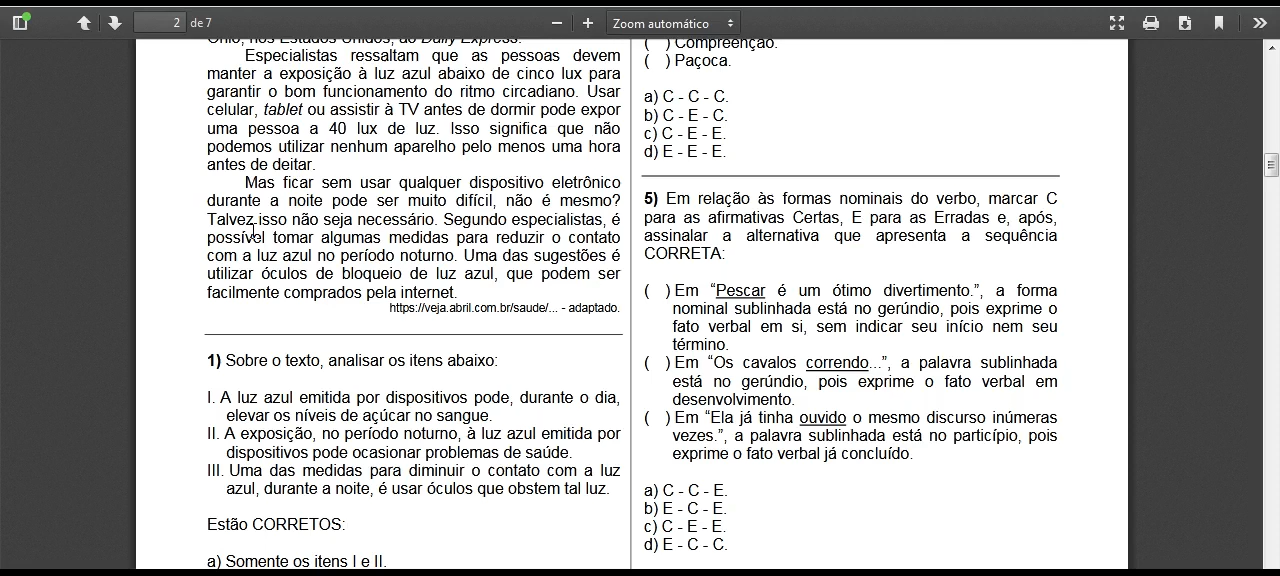 2
de 7
Zoom automático
Ohio, nos Estados Unidos, ao Daily Express.
Especialistas ressaltam que as pessoas devem
manter a exposição à luz azul abaixo de cinco lux para
garantir o bom funcionamento do ritmo circadiano. Usar
celular, tablet ou assistir à TV antes de dormir pode expor
uma pessoa a 40 lux de luz. Isso significa que não
podemos utilizar nenhum aparelho pelo menos uma hora
antes de deitar.
Mas ficar sem usar qualquer dispositivo eletrônico
durante a noite pode ser muito difícil, não é mesmo?
Talvez isso não seja necessário. Segundo especialistas, é
possível tomar algumas medidas para reduzir o contato
com a luz azul no período noturno. Uma das sugestões é
utilizar óculos de bloqueio de luz azul, que podem ser
facilmente comprados pela internet.
https://veja.abril.com.br/saude/... - adaptado.
1) Sobre o texto, analisar os itens abaixo:
I. A luz azul emitida por dispositivos pode, durante o dia,
elevar os níveis de açúcar no sangue.
II. A exposição, no período noturno, à luz azul emitida por
dispositivos pode ocasionar problemas de saúde.
III. Uma das medidas para diminuir o contato com a luz
azul, durante a noite, é usar óculos que obstem tal luz.
Estão CORRETOS:
a) Somente os itens I e II.
( ) Compreenção.
( ) Paçoca.
a) C - C - C.
b) C - E - C.
c) C - E - E.
d) E - E - E.
5) Em relação às formas nominais do verbo, marcar C
para as afirmativas Certas, E para as Erradas e, após,
assinalar a alternativa que apresenta a sequência
CORRETA:
( ) Em “Pescar é um ótimo divertimento.”, a forma
nominal sublinhada está no gerúndio, pois exprime o
fato verbal em si, sem indicar seu início nem seu
término.
( ) Em “Os cavalos correndo...”, a palavra sublinhada
está no gerúndio, pois exprime o fato verbal em
desenvolvimento.
( ) Em “Ela já tinha ouvido o mesmo discurso inúmeras
vezes.”, a palavra sublinhada está no particípio, pois
exprime o fato verbal já concluído.
a) C - C - E.
b) E - C - E.
c) C - E - E.
d) E - C - C.